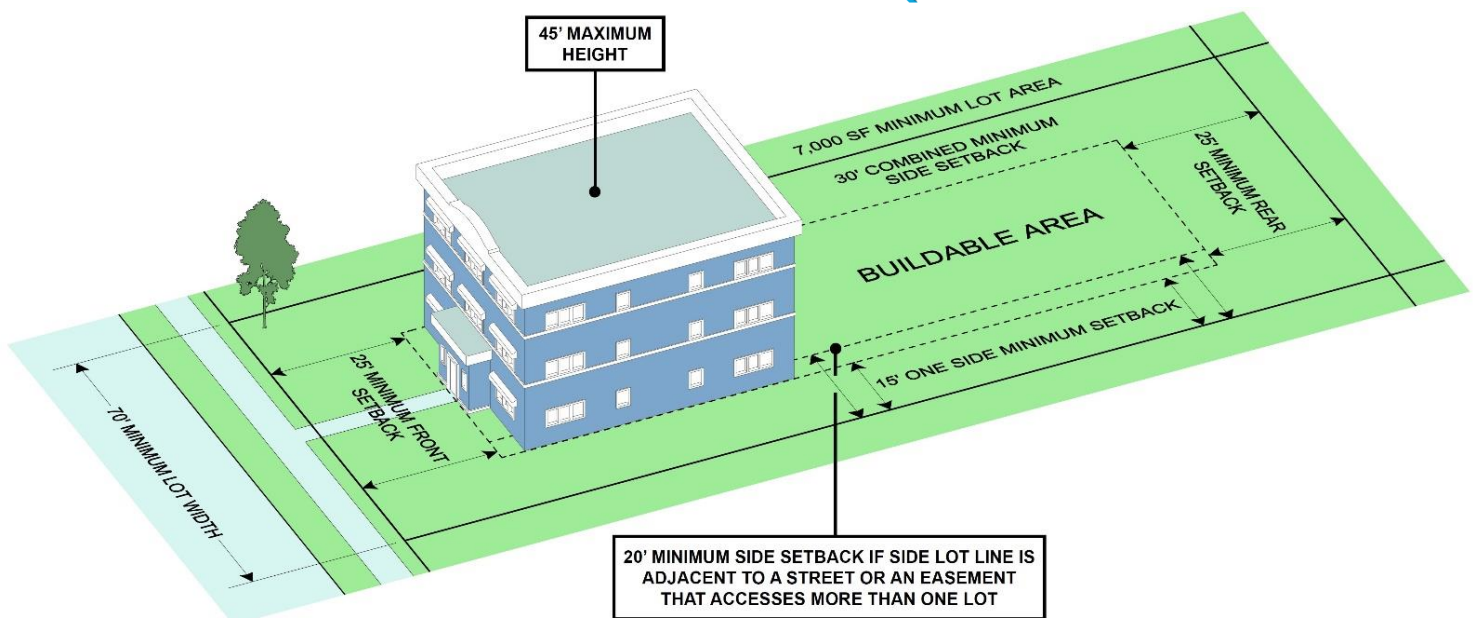 45' MAXIMUM
HEIGHT
7,000 SF MINIMUM LOT AREA
30' COMBINED MINIMUM
SIDE SETBACK
25' MINIMUM REAR
SETBACK
BUILDABLE AREA
15' ONE SIDE MINIMUM SETBACK
25' MINIMUM FRONT
SETBACK
70' MINIMUM LOT WIDTH
20' MINIMUM SIDE SETBACK IF SIDE LOT LINE IS
ADJACENT TO A STREET OR AN EASEMENT
THAT ACCESSES MORE THAN ONE LOT